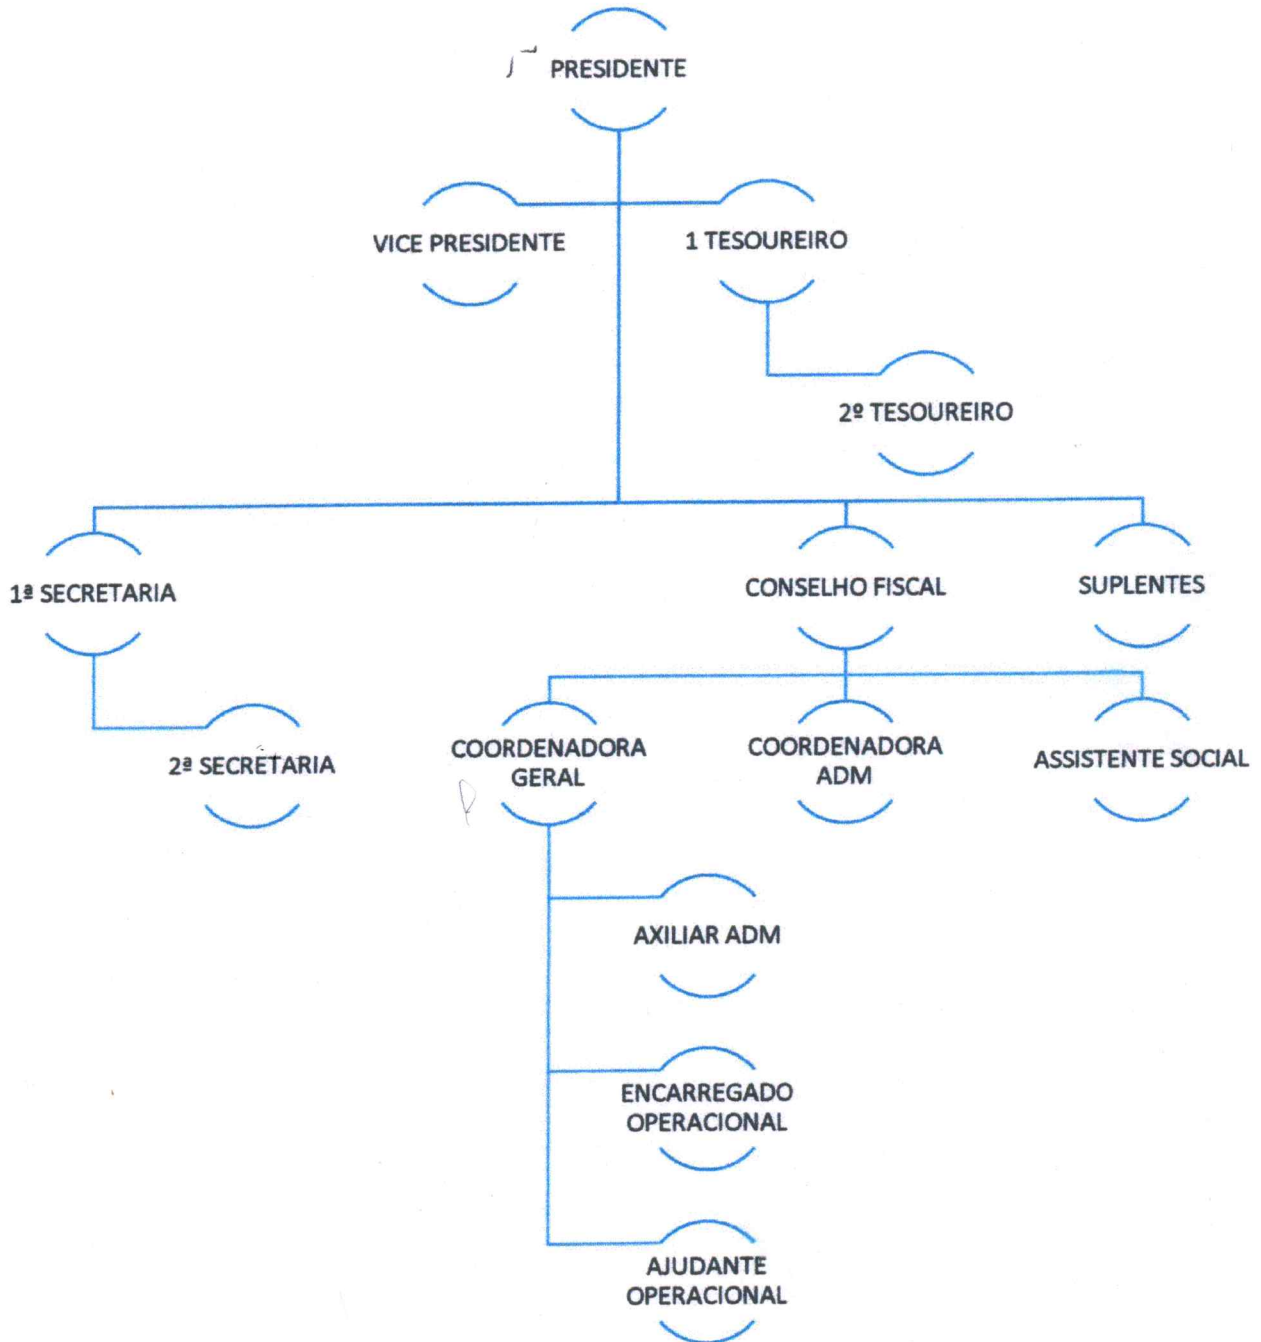 PRESIDENTE
VICE PRESIDENTE
1 TESOUREIRO
2º TESOUREIRO
1ª SECRETARIA
CONSELHO FISCAL
SUPLENTES
2ª SECRETARIA
COORDENADORA
GERAL
COORDENADORA
ADM
ASSISTENTE SOCIAL
AXILIAR ADM
ENCARREGADO
OPERACIONAL
AJUDANTE
OPERACIONAL